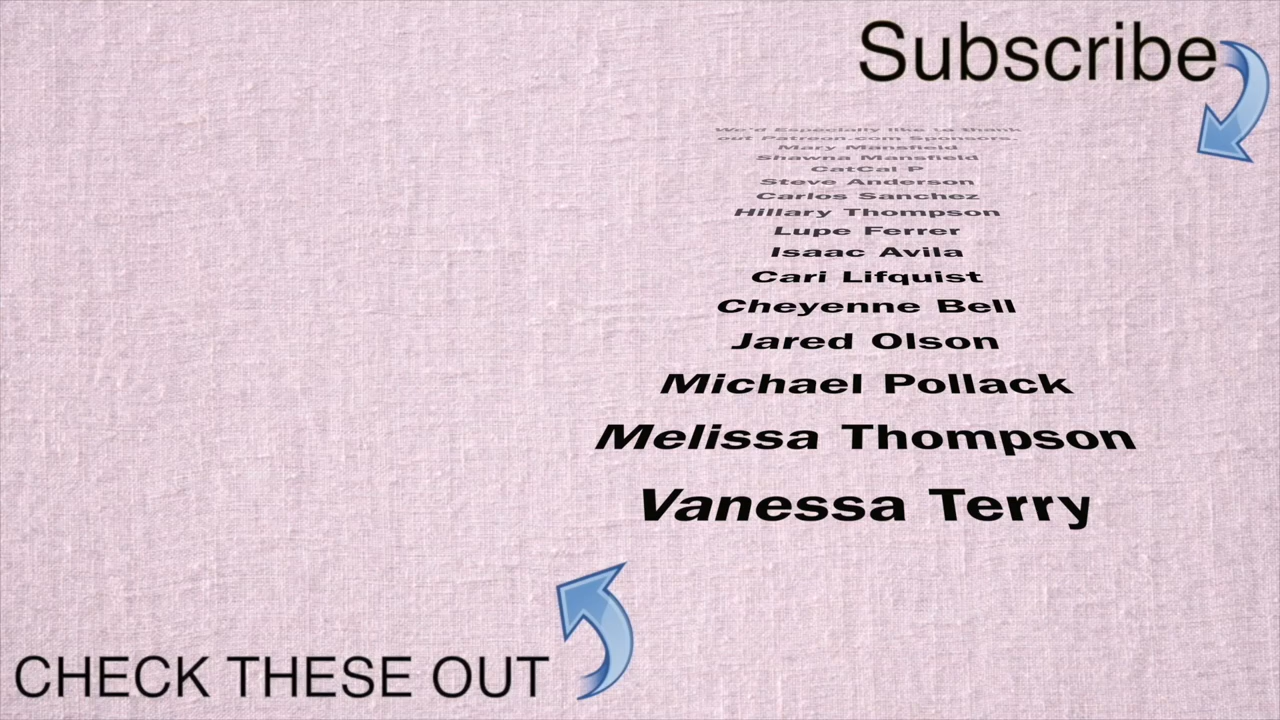 Subscribe
We'd Especially like to thank
out Patreon.com Sponsors.
Mary Mansfield
Shawna Mansfield
CatCal P
Steve Anderson
Carlos Sanchez
Hillary Thompson
Lupe Ferrer
Isaac Avila
Cari Lifquist
Cheyenne Bell
Jared Olson
Michael Pollack
Melissa Thompson
Vanessa Terry
CHECK THESE OUT